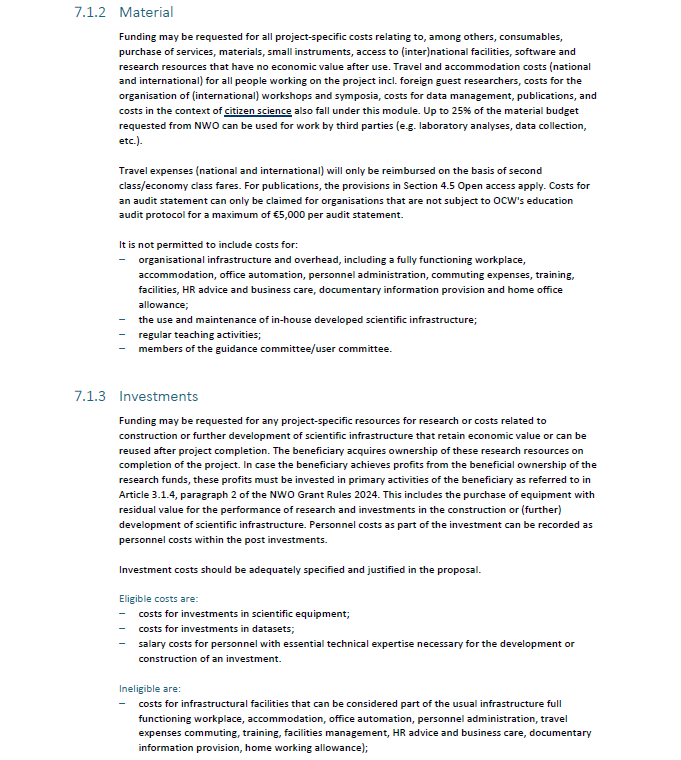 7.1.2 Material
Funding may be requested for all project-specific costs relating to, among others, consumables,
purchase of services, materials, small instruments, access to (inter)national facilities, software and
research resources that have no economic value after use. Travel and accommodation costs (national
and international) for all people working on the project incl. foreign guest researchers, costs for the
organisation of (international) workshops and symposia, costs for data management, publications, and
costs in the context of citizen science also fall under this module. Up to 25% of the material budget
requested from NWO can be used for work by third parties (e.g. laboratory analyses, data collection,
etc.).
Travel expenses (national and international) will only be reimbursed on the basis of second
class/economy class fares. For publications, the provisions in Section 4.5 Open access apply. Costs for
an audit statement can only be claimed for organisations that are not subject to OCW's education
audit protocol for a maximum of €5,000 per audit statement.
It is not permitted to include costs for:
– organisational infrastructure and overhead, including a fully functioning workplace,
accommodation, office automation, personnel administration, commuting expenses, training,
facilities, HR advice and business care, documentary information provision and home office
allowance;
– the use and maintenance of in-house developed scientific infrastructure;
– regular teaching activities;
– members of the guidance committee/user committee.
7.1.3 Investments
Funding may be requested for any project-specific resources for research or costs related to
construction or further development of scientific infrastructure that retain economic value or can be
reused after project completion. The beneficiary acquires ownership of these research resources on
completion of the project. In case the beneficiary achieves profits from the beneficial ownership of the
research funds, these profits must be invested in primary activities of the beneficiary as referred to in
Article 3.1.4, paragraph 2 of the NWO Grant Rules 2024. This includes the purchase of equipment with
residual value for the performance of research and investments in the construction or (further)
development of scientific infrastructure. Personnel costs as part of the investment can be recorded as
personnel costs within the post investments.
Investment costs should be adequately specified and justified in the proposal.
Eligible costs are:
– costs for investments in scientific equipment;
– costs for investments in datasets;
– salary costs for personnel with essential technical expertise necessary for the development or
construction of an investment.
Ineligible are:
– costs for infrastructural facilities that can be considered part of the usual infrastructure full
functioning workplace, accommodation, office automation, personnel administration, travel
expenses commuting, training, facilities management, HR advice and business care, documentary
information provision, home working allowance);